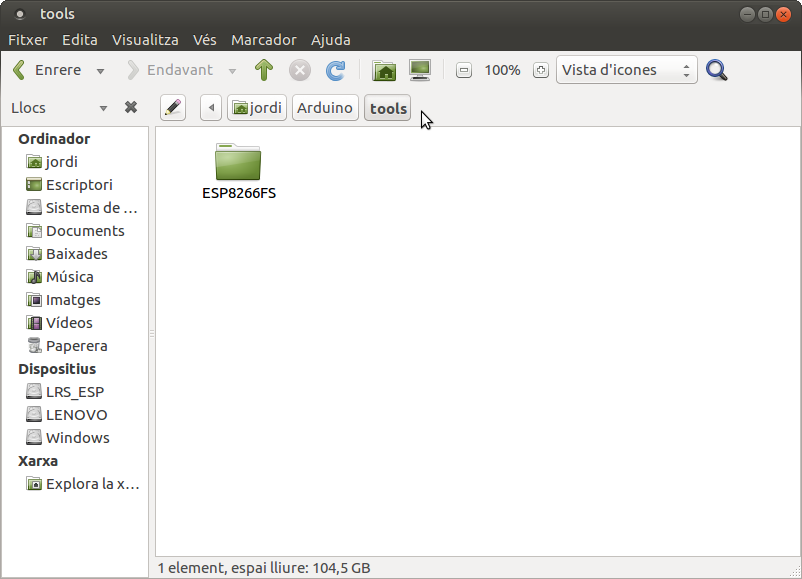 tools
Fitxer Edita Visualitza Vés Marcador Ajuda
Enrere Endavant 100% Vista d'icones
Llocs jordi Arduino tools
Ordinador
jordi
Escriptori
Sistema de ...
Documents
Baixades
Música
Imatges
Vídeos
Paperera
Dispositius
LRS_ESP
LENOVO
Windows
Xarxa
Explora la x...
ESP8266FS
1 element, espai lliure: 104,5 GB